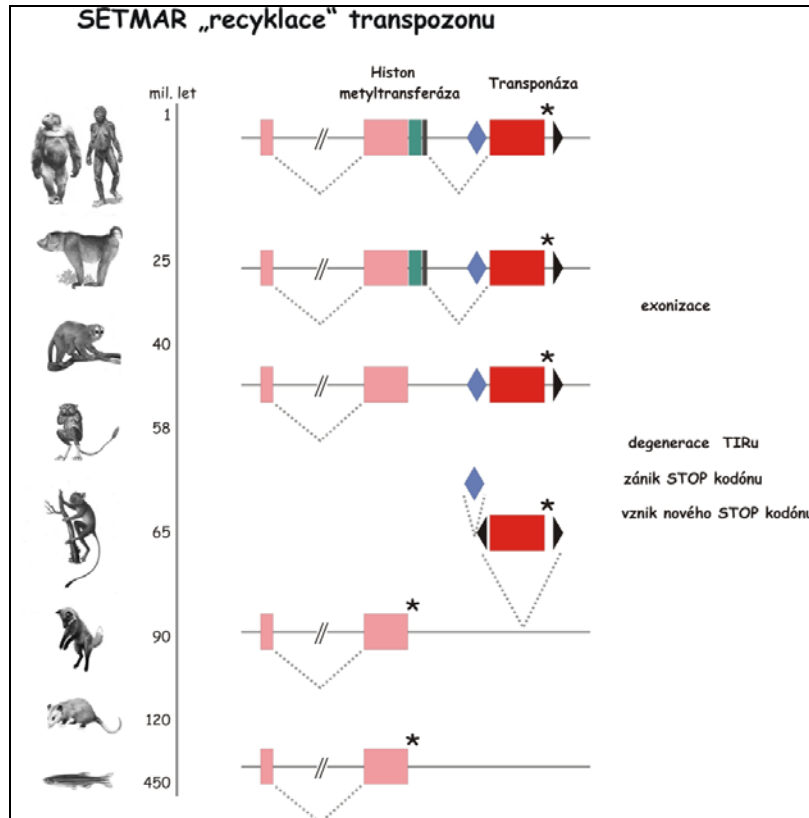 SETMAR „recyklace“ transpozonu
mil. let
Histon
metyltransferáza
Transponáza
1
*
25
*
exonizace
40
*
58
degenerace TIRu
zánik STOP kodónu
*
vznik nového STOP kodónu
65
*
90
120
*
450